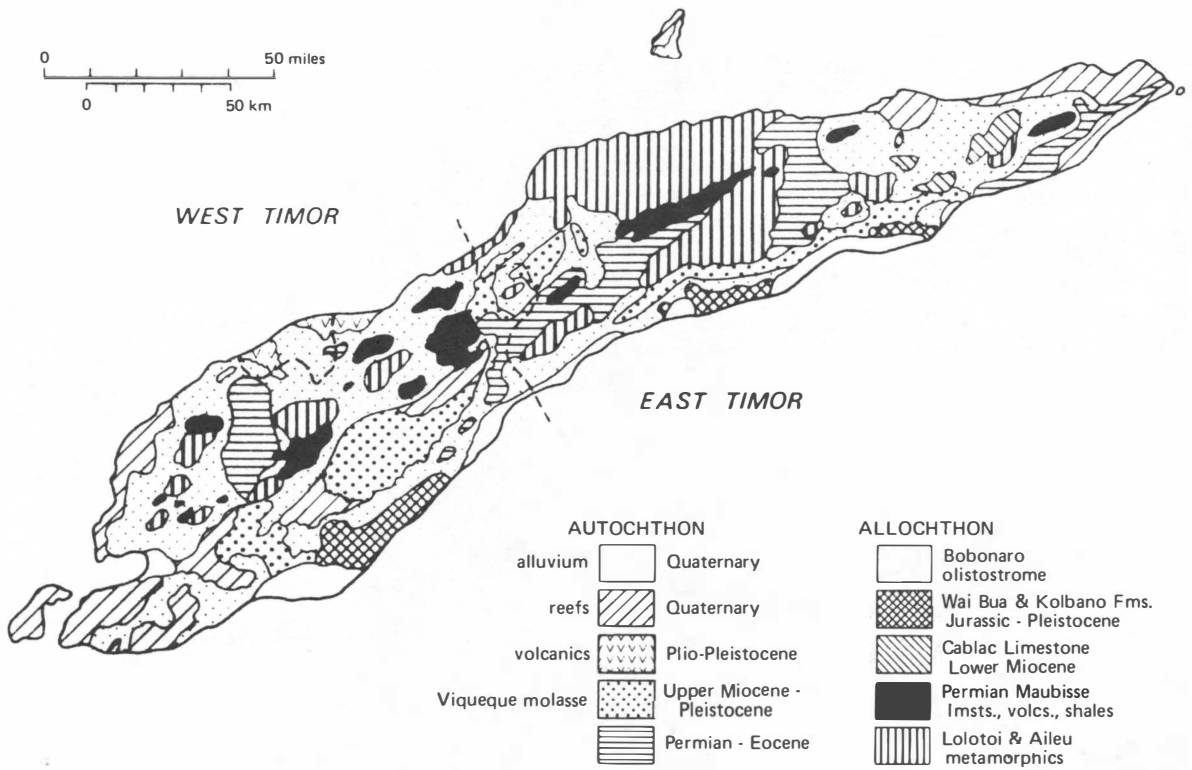 0 50 miles
0 50 km
WEST TIMOR
EAST TIMOR
AUTOCHTHON
alluvium Quaternary
reefs Quaternary
volcanics Plio-Pleistocene
Viqueque molasse Upper Miocene -
Pleistocene
Permian - Eocene
ALLOCHTHON
Bobonaro
olistostrome
Wai Bua & Kolbano Fms.
Jurassic - Pleistocene
Cablac Limestone
Lower Miocene
Permian Maubisse
lmsts., volcs., shales
Lolotoi & Aileu
metamorphics